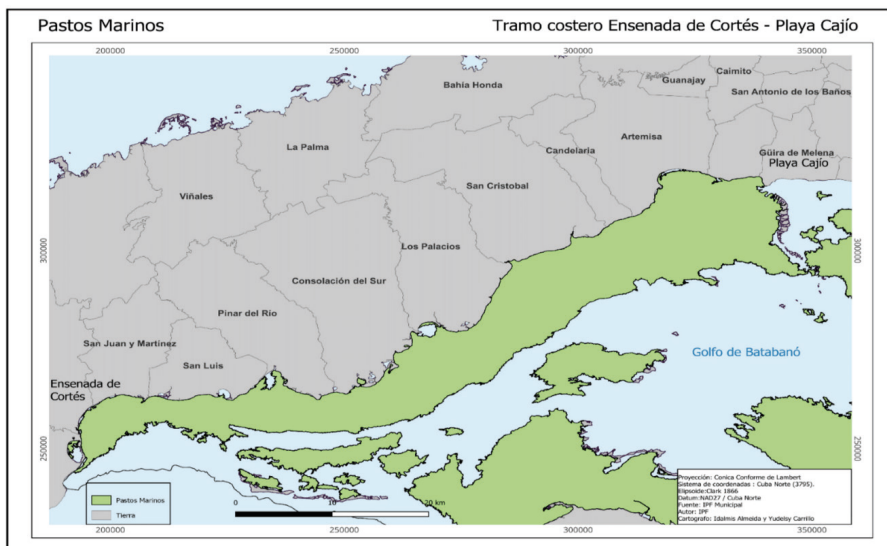 Pastos Marinos
Tramo costero Ensenada de Cortés - Playa Cajío
200000
250000
300000
350000
Bahía Honda
Guanajay
Caimito
San Antonio de los Baños
La Palma
Candelaria
Artemisa
Güira de Melena
Playa Cajío
Viñales
San Cristobal
Los Palacios
300000
300000
Consolación del Sur
Pinar del Río
San Juan y Martínez
San Luis
Golfo de Batabanó
Ensenada de
Cortés
250000
250000
Pastos Marinos
Tierra
0
10
20 km
Proyección: Conica Conforme de Lambert
Sistema de coordenadas : Cuba Norte (3795).
Elipsoide:Clark 1866
Datum:NAD27 / Cuba Norte
Fuente: IPF Municipal
Autor: IPF
Cartografo: Idalmis Almeida y Yudeloy Carrillo
200000
250000
300000
350000